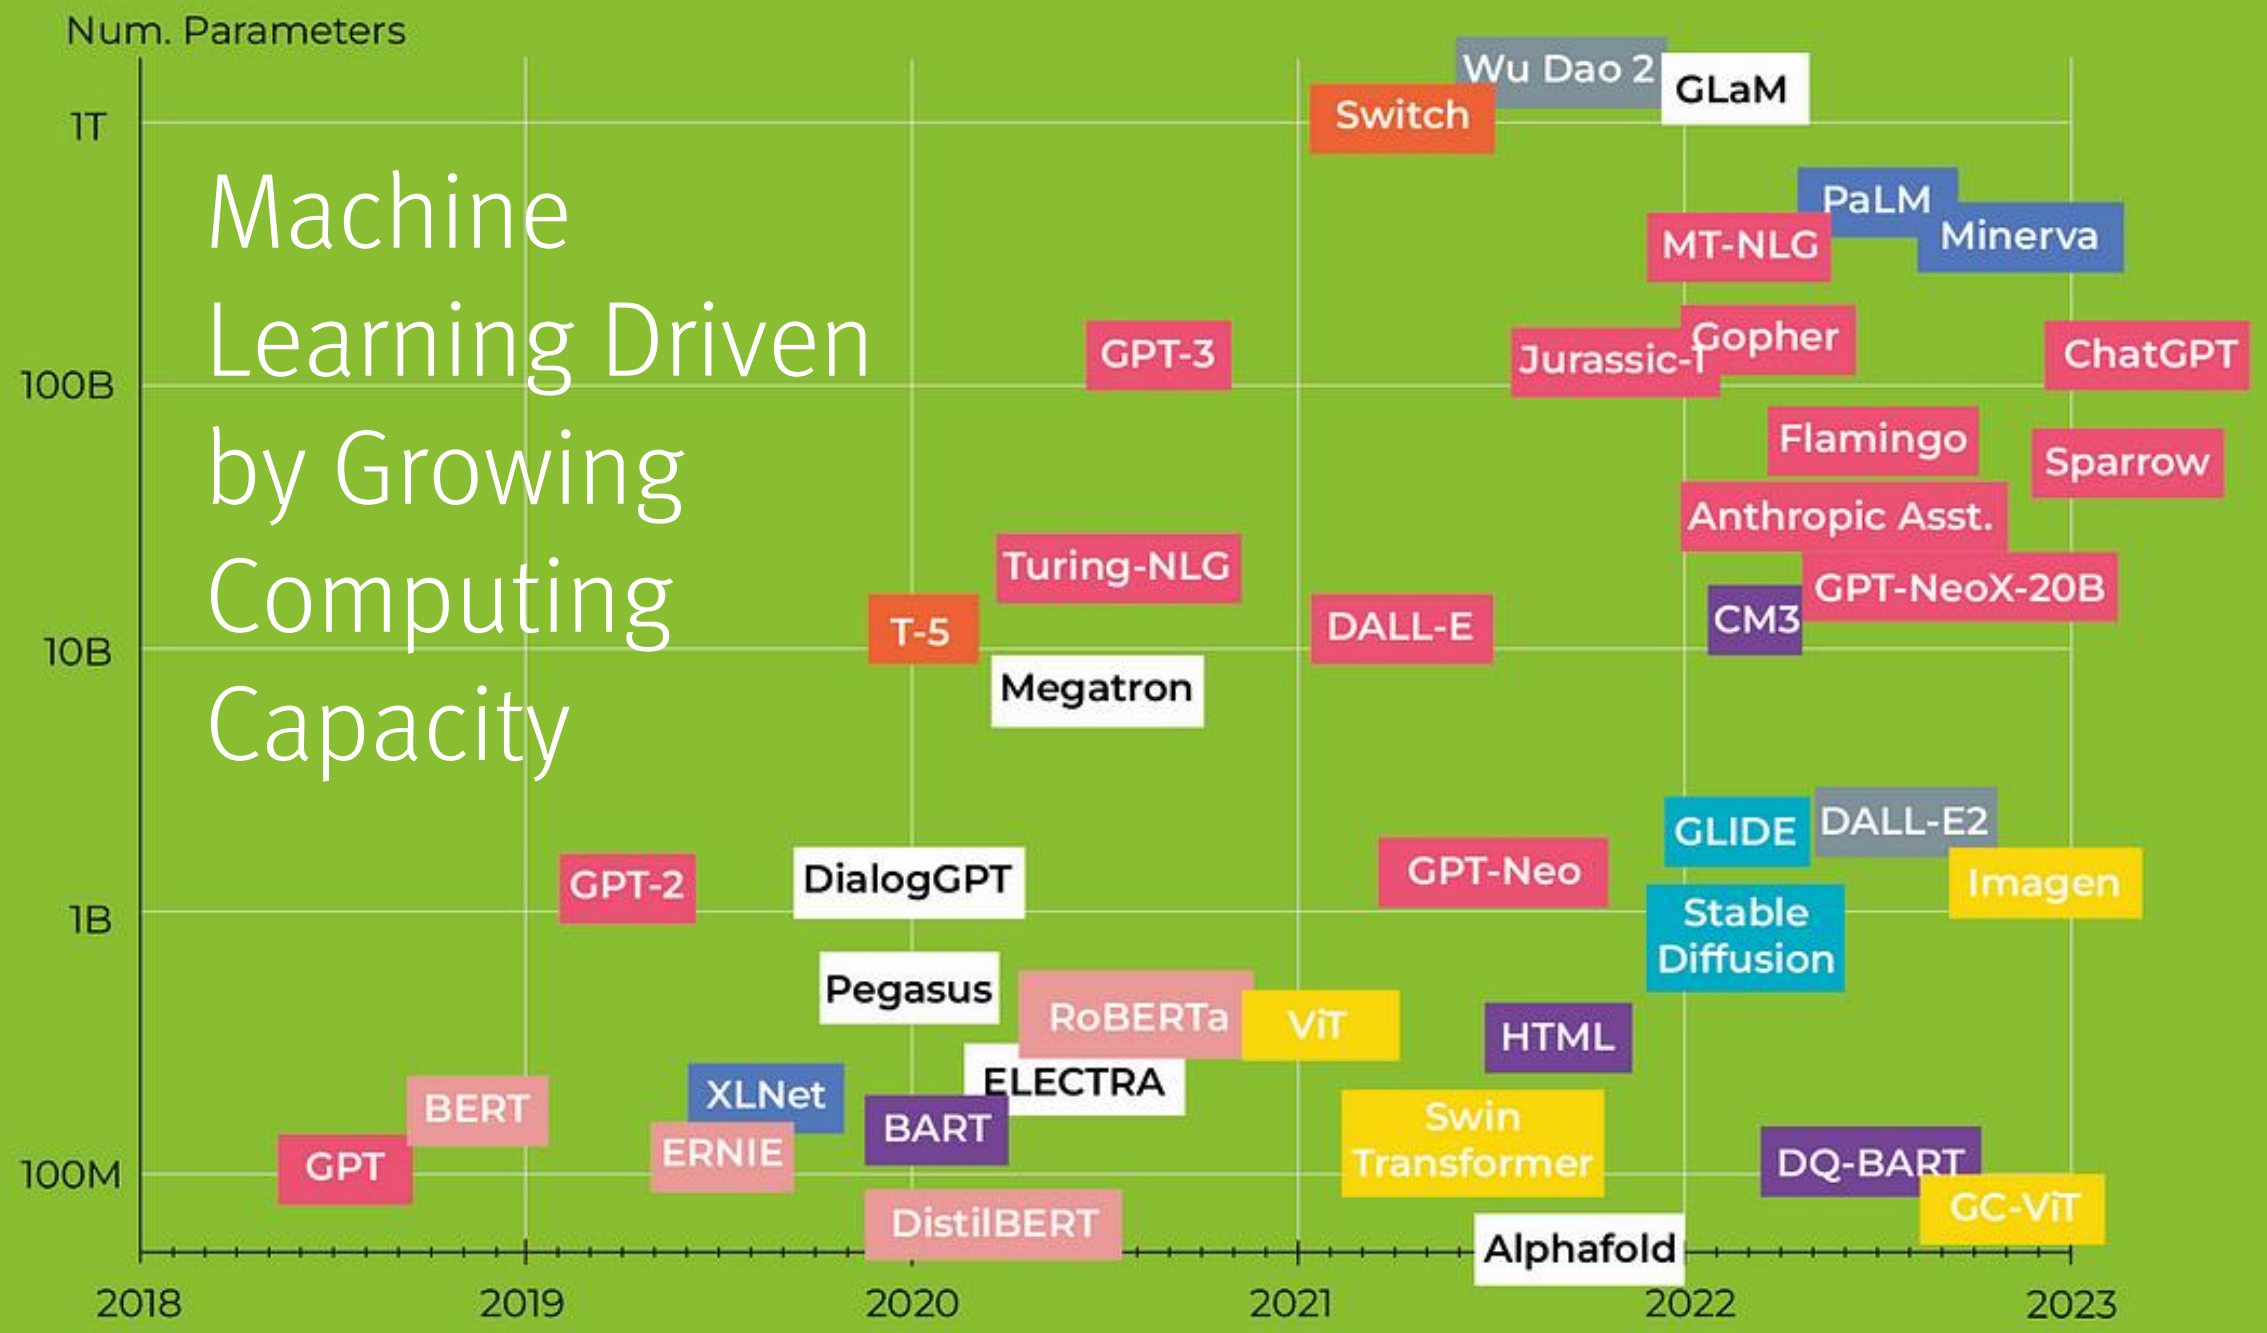 Num. Parameters
1T
100B
10B
1B
100M
Machine
Learning Driven
by Growing
Computing
Capacity
Wu Dao 2
GLaM
Switch
PaLM
Minerva
MT-NLG
GPT-3
Jurassic-1
Gopher
ChatGPT
Flamingo
Sparrow
Anthropic Asst.
Turing-NLG
GPT-NeoX-20B
T-5
DALL-E
CM3
Megatron
GLIDE
DALL-E2
GPT-2
DialogGPT
GPT-Neo
Imagen
Stable
Diffusion
Pegasus
RoBERTa
ViT
HTML
ELECTRA
XLNet
BERT
BART
ERNIE
GPT
Swin
Transformer
DQ-BART
GC-ViT
DistilBERT
Alphafold
2018
2019
2020
2021
2022
2023